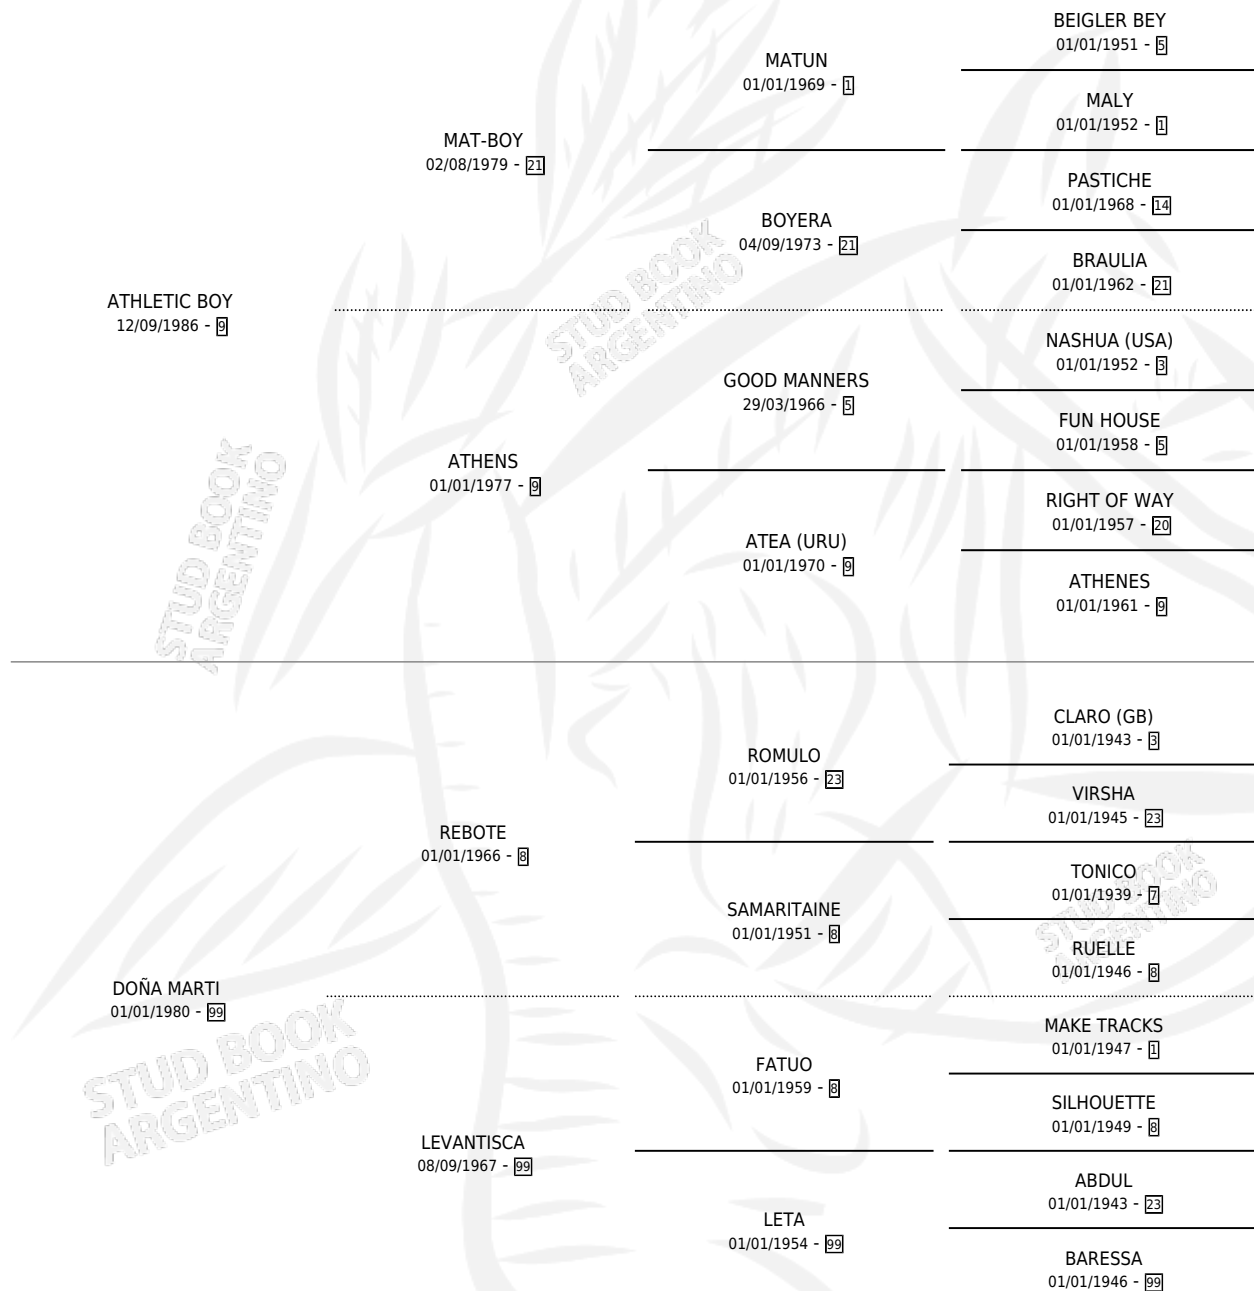 BEIGLER BEY
01/01/1951 - 5
MATUN
01/01/1969 - 1
MALY
01/01/1952 - 1
MAT-BOY
02/08/1979 - 21
PASTICHE
01/01/1968 - 14
BOYERA
04/09/1973 - 21
BRAULIA
01/01/1962 - 21
ATHLETIC BOY
12/09/1986 - 9
NASHUA (USA)
01/01/1952 - 3
GOOD MANNERS
29/03/1966 - 5
FUN HOUSE
01/01/1958 - 5
ATHENS
01/01/1977 - 9
RIGHT OF WAY
01/01/1957 - 20
ATEA (URU)
01/01/1970 - 9
ATHENES
01/01/1961 - 9
CLARO (GB)
01/01/1943 - 3
ROMULO
01/01/1956 - 23
VIRSHA
01/01/1945 - 23
REBOTE
01/01/1966 - 8
TONICO
01/01/1939 - 7
SAMARITAINE
01/01/1951 - 8
RUELLE
01/01/1946 - 8
DOÑA MARTI
01/01/1980 - 99
MAKE TRACKS
01/01/1947 - 1
FATUO
01/01/1959 - 8
SILHOUETTE
01/01/1949 - 8
LEVANTISCA
08/09/1967 - 99
ABDUL
01/01/1943 - 23
LETA
01/01/1954 - 99
BARESSA
01/01/1946 - 99
STUD BOOK
ARGENTINO
STUD BOOK
ARGENTINO
STUD BOOK
ARGENTINO
STUD BOOK
ARGENTINO